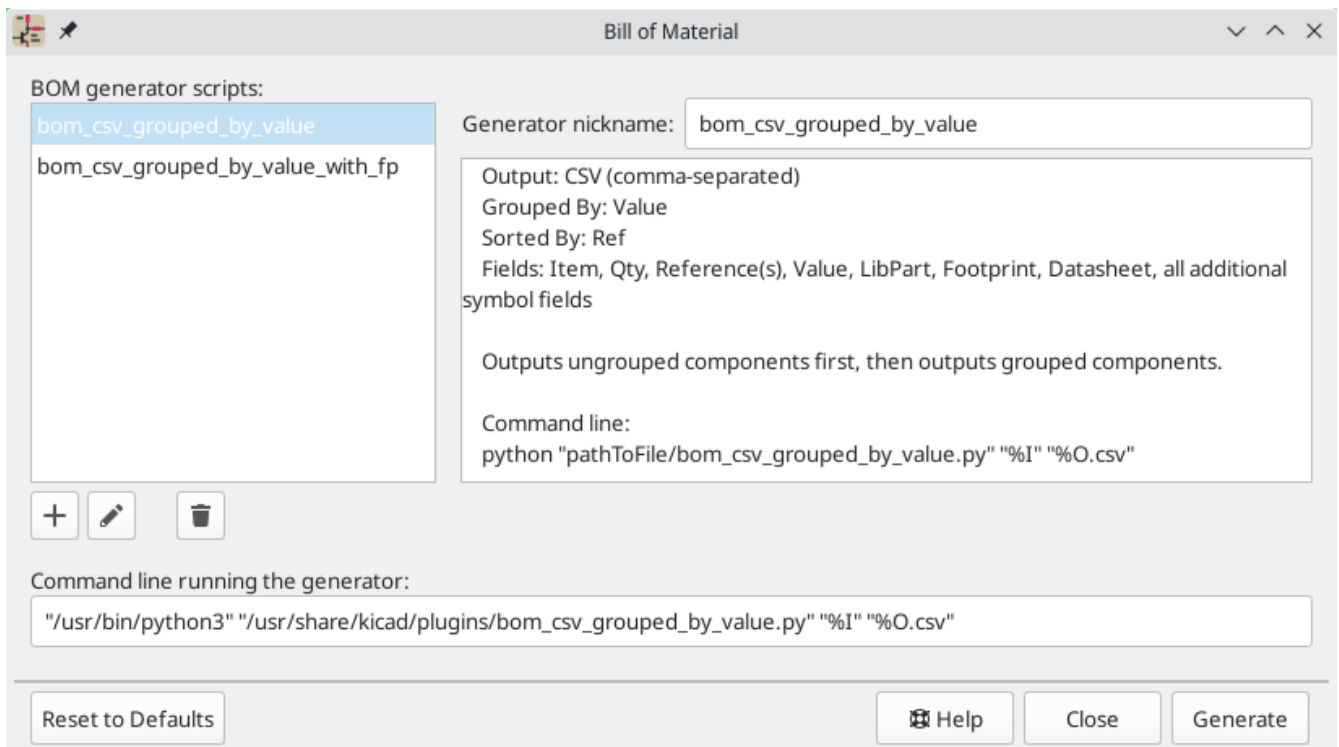 Bill of Material
BOM generator scripts:
bom_csv_grouped_by_value
bom_csv_grouped_by_value_with_fp
Generator nickname: bom_csv_grouped_by_value
Output: CSV (comma-separated)
Grouped By: Value
Sorted By: Ref
Fields: Item, Qty, Reference(s), Value, LibPart, Footprint, Datasheet, all additional
symbol fields
Outputs ungrouped components first, then outputs grouped components.
Command line:
python "pathToFile/bom_csv_grouped_by_value.py" "%I" "%O.csv"
Command line running the generator:
"/usr/bin/python3" "/usr/share/kicad/plugins/bom_csv_grouped_by_value.py" "%I" "%O.csv"
Reset to Defaults
Help
Close
Generate